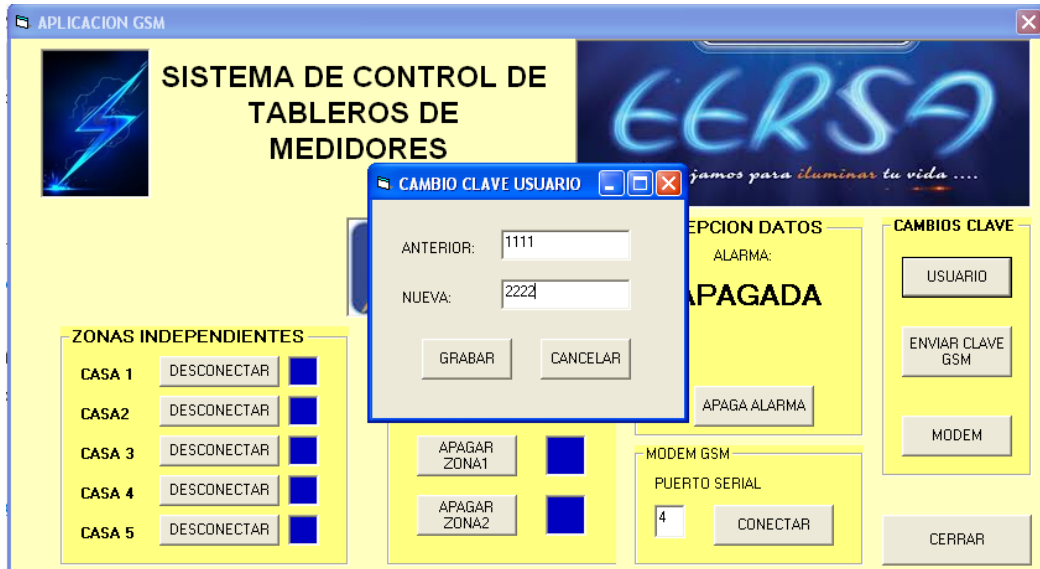 APLICACION GSM
SISTEMA DE CONTROL DE
TABLEROS DE
MEDIDORES
EERSA
iluminar tu vida ....
CAMBIO CLAVE USUARIO
ANTERIOR: 1111
NUEVA: 2222
GRABAR CANCELAR
ZONAS INDEPENDIENTES
CASA 1 DESCONECTAR
CASA2 DESCONECTAR
CASA 3 DESCONECTAR
CASA 4 DESCONECTAR
CASA 5 DESCONECTAR
APAGAR
ZONA1
APAGAR
ZONA2
DATOS
ALARMA:
APAGADA
APAGA ALARMA
MODEM GSM
PUERTO SERIAL
4 CONECTAR
CAMBIOS CLAVE
USUARIO
ENVIAR CLAVE
GSM
MODEM
CERRAR